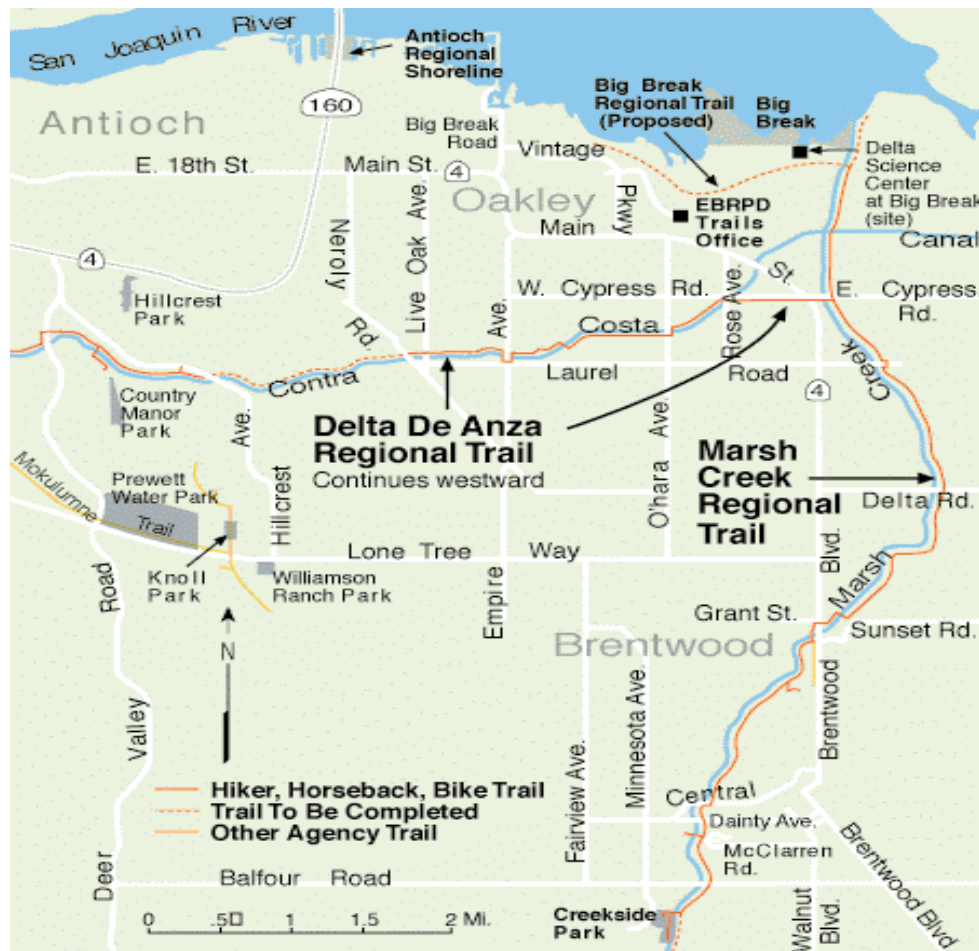 San Joaquin River
Antioch
Regional
Shoreline
160
Big Break
Regional Trail
(Proposed)
Big
Break
Antioch
Big Break
Road
Vintage
Pkwy
Delta
Science
Center
at Big Break
(site)
E. 18th St.
Main St.
4
Oakley
EBRPD
Trails
Office
Main
St.
Canal
Neroly
Rd.
Live Oak Ave.
4
Hillcrest
Park
W. Cypress Rd.
Rose Ave.
E. Cypress
Rd.
Ave.
Contra
Costa
Laurel
Road
Creek
4
Country
Manor
Park
Ave.
Delta De Anza
Regional Trail
Continues westward
O'hara Ave.
Marsh
Creek
Regional
Trail
Delta Rd.
Mokulumne
Trail
Prewett
Water Park
Hillcrest
Lone Tree Way
Blvd.
Marsh
Knoll
Park
Williamson
Ranch Park
Empire
Grant St.
Sunset Rd.
Road
N
Brentwood
Valley
Fairview Ave.
Minnesota Ave.
Brentwood
Hiker, Horseback, Bike Trail
Trail To Be Completed
Other Agency Trail
Central
Dainty Ave.
McClarren
Rd.
Brentwood Blvd
Deer
Balfour Road
Walnut
Blvd.
0 .50 1 1.5 2 Mi.
Creekside
Park